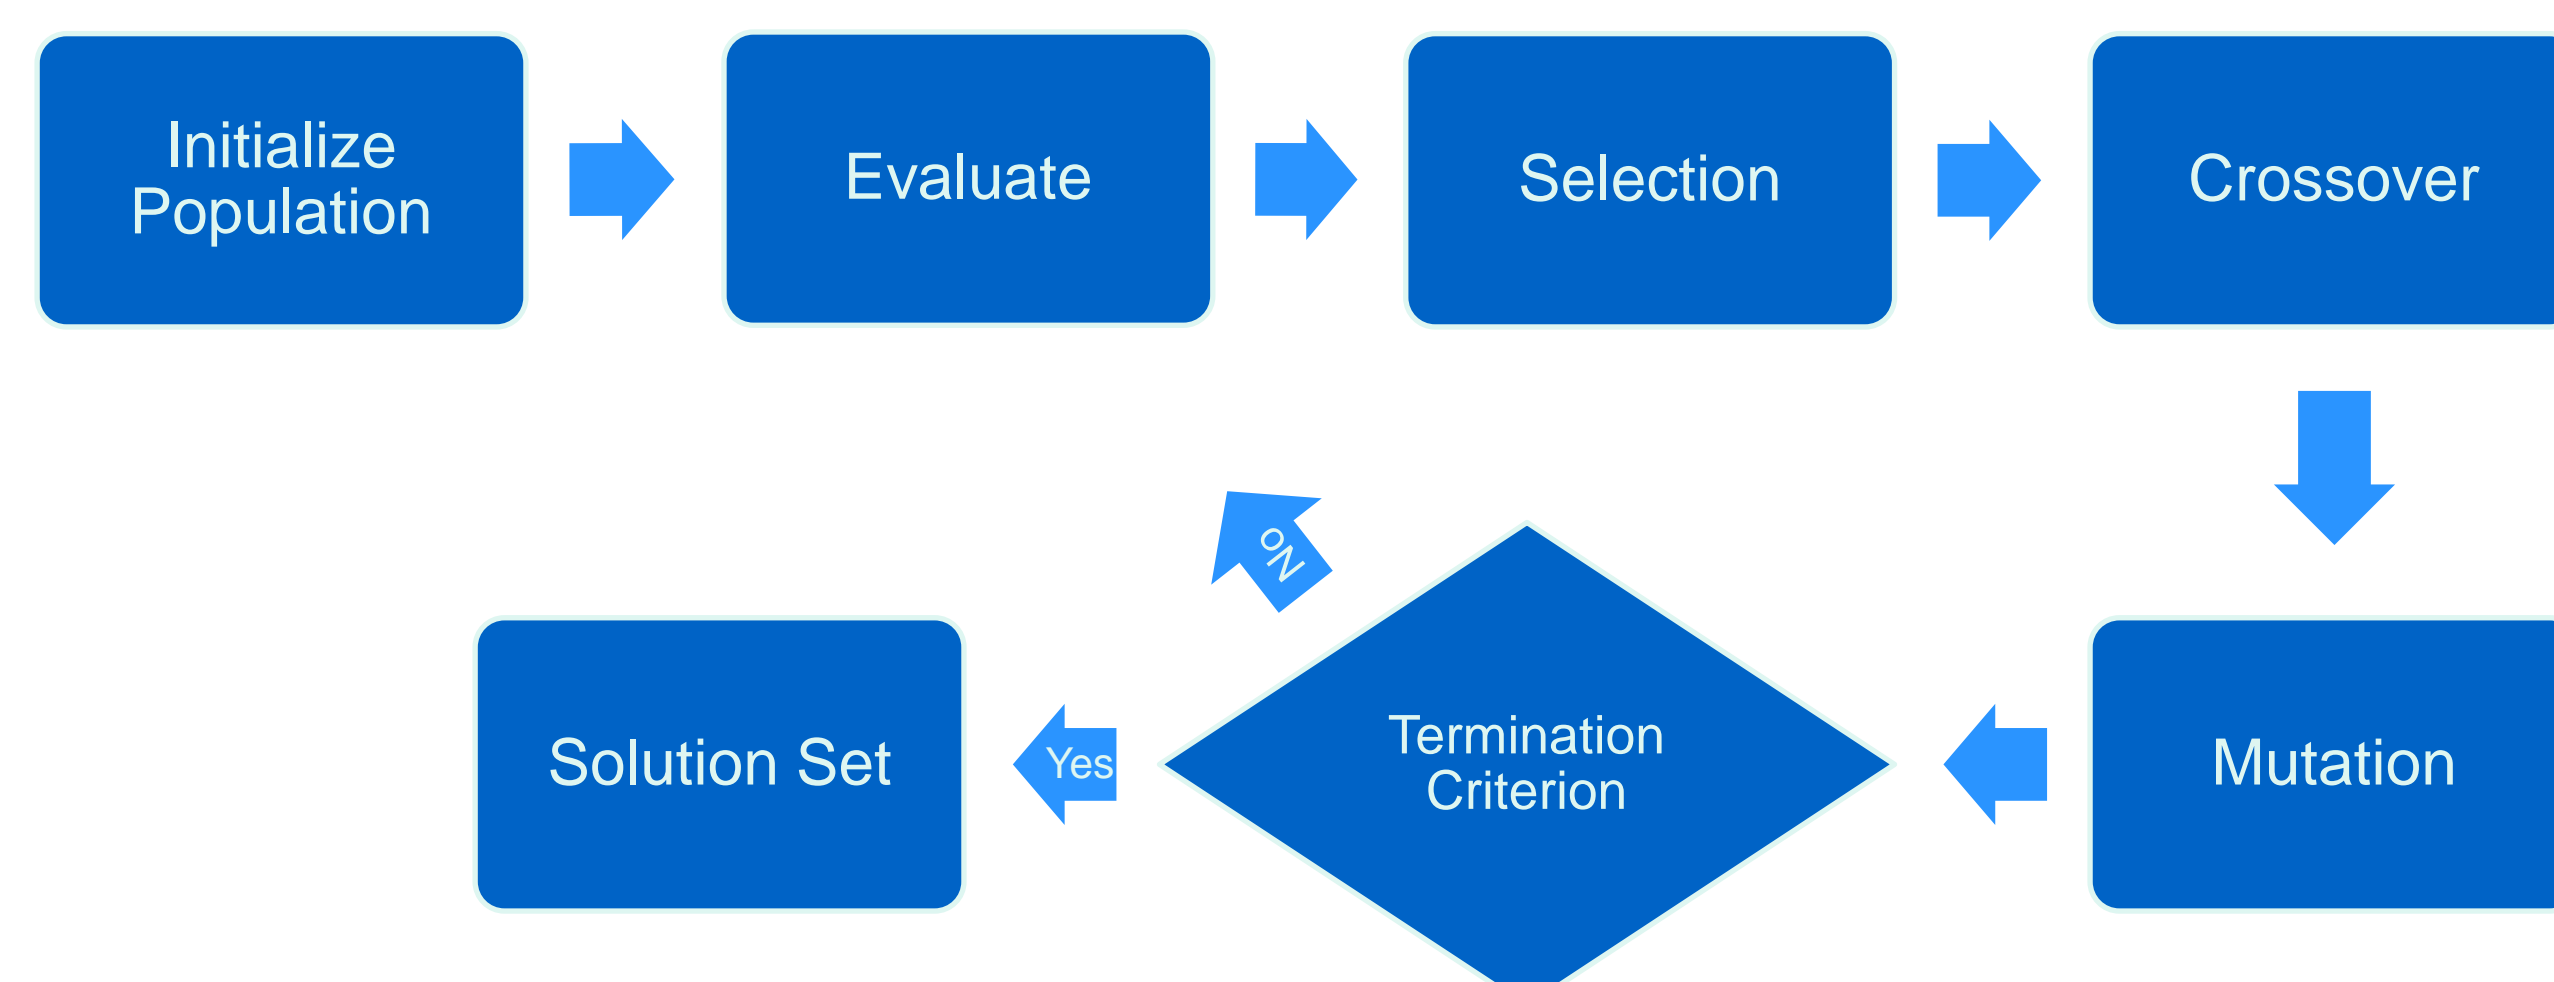 Initialize
Population
Evaluate
Selection
Crossover
No
Solution Set
Yes
Termination
Criterion
Mutation